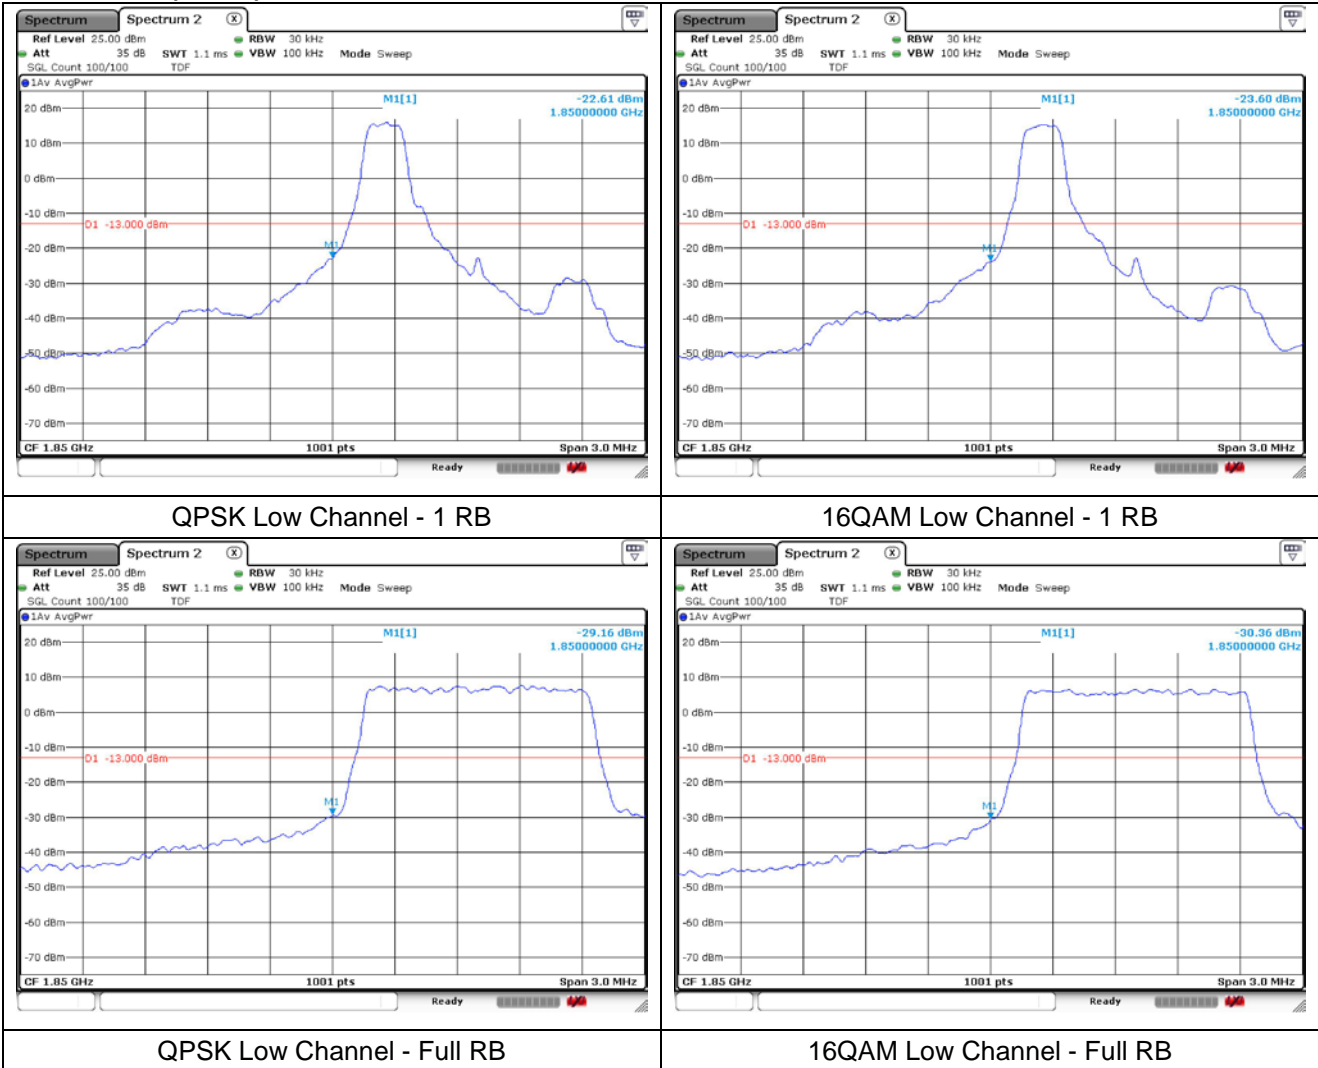 Spectrum Spectrum 2 X
Ref Level 25.00 dBm RBW 30 kHz
Att 35 dB SWT 1.1 ms VBW 100 kHz Mode Sweep
SGL Count 100/100 TDF
1Av AvgPwr
M1[1] -22.61 dBm
1.85000000 GHz
20 dBm
10 dBm
0 dBm
-10 dBm
D1 -13.000 dBm
-20 dBm
M1
-30 dBm
-40 dBm
-50 dBm
-60 dBm
-70 dBm
CF 1.85 GHz 1001 pts Span 3.0 MHz
Ready
QPSK Low Channel - 1 RB
Spectrum Spectrum 2 X
Ref Level 25.00 dBm RBW 30 kHz
Att 35 dB SWT 1.1 ms VBW 100 kHz Mode Sweep
SGL Count 100/100 TDF
1Av AvgPwr
M1[1] -23.60 dBm
1.85000000 GHz
20 dBm
10 dBm
0 dBm
-10 dBm
D1 -13.000 dBm
-20 dBm
M1
-30 dBm
-40 dBm
-50 dBm
-60 dBm
-70 dBm
CF 1.85 GHz 1001 pts Span 3.0 MHz
Ready
16QAM Low Channel - 1 RB
Spectrum Spectrum 2 X
Ref Level 25.00 dBm RBW 30 kHz
Att 35 dB SWT 1.1 ms VBW 100 kHz Mode Sweep
SGL Count 100/100 TDF
1Av AvgPwr
M1[1] -29.16 dBm
1.85000000 GHz
20 dBm
10 dBm
0 dBm
-10 dBm
D1 -13.000 dBm
-20 dBm
M1
-30 dBm
-40 dBm
-50 dBm
-60 dBm
-70 dBm
CF 1.85 GHz 1001 pts Span 3.0 MHz
Ready
QPSK Low Channel - Full RB
Spectrum Spectrum 2 X
Ref Level 25.00 dBm RBW 30 kHz
Att 35 dB SWT 1.1 ms VBW 100 kHz Mode Sweep
SGL Count 100/100 TDF
1Av AvgPwr
M1[1] -30.36 dBm
1.85000000 GHz
20 dBm
10 dBm
0 dBm
-10 dBm
D1 -13.000 dBm
-20 dBm
M1
-30 dBm
-40 dBm
-50 dBm
-60 dBm
-70 dBm
CF 1.85 GHz 1001 pts Span 3.0 MHz
Ready
16QAM Low Channel - Full RB